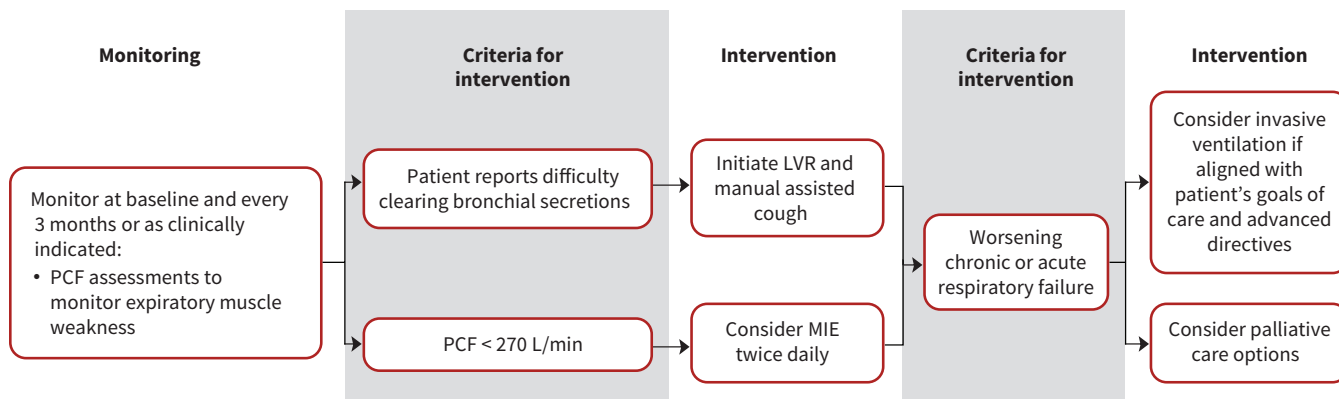 Monitoring
Criteria for
intervention
Intervention
Criteria for
intervention
Intervention
Monitor at baseline and every
3 months or as clinically
indicated:
• PCF assessments to
monitor expiratory muscle
weakness
Patient reports difficulty
clearing bronchial secretions
PCF < 270 L/min
Initiate LVR and
manual assisted
cough
Consider MIE
twice daily
Worsening
chronic or acute
respiratory failure
Consider invasive
ventilation if
aligned with
patient’s goals of
care and advanced
directives
Consider palliative
care options